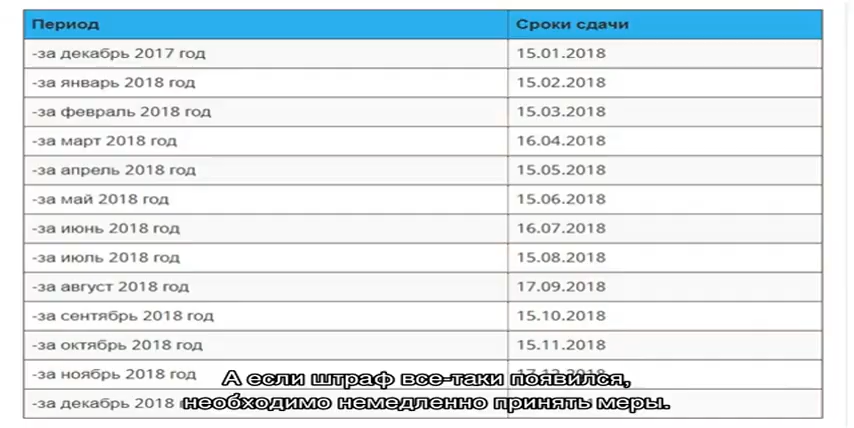 Период Сроки сдачи
-за декабрь 2017 год 15.01.2018
-за январь 2018 год 15.02.2018
-за февраль 2018 год 15.03.2018
-за март 2018 год 16.04.2018
-за апрель 2018 год 15.05.2018
-за май 2018 год 15.06.2018
-за июнь 2018 год 16.07.2018
-за июль 2018 год 15.08.2018
-за август 2018 год 17.09.2018
-за сентябрь 2018 год 15.10.2018
-за октябрь 2018 год 15.11.2018
-за ноябрь 2018 год 17.12.2018
-за декабрь 2018
А если штраф все-таки появился,
необходимо немедленно принять меры.